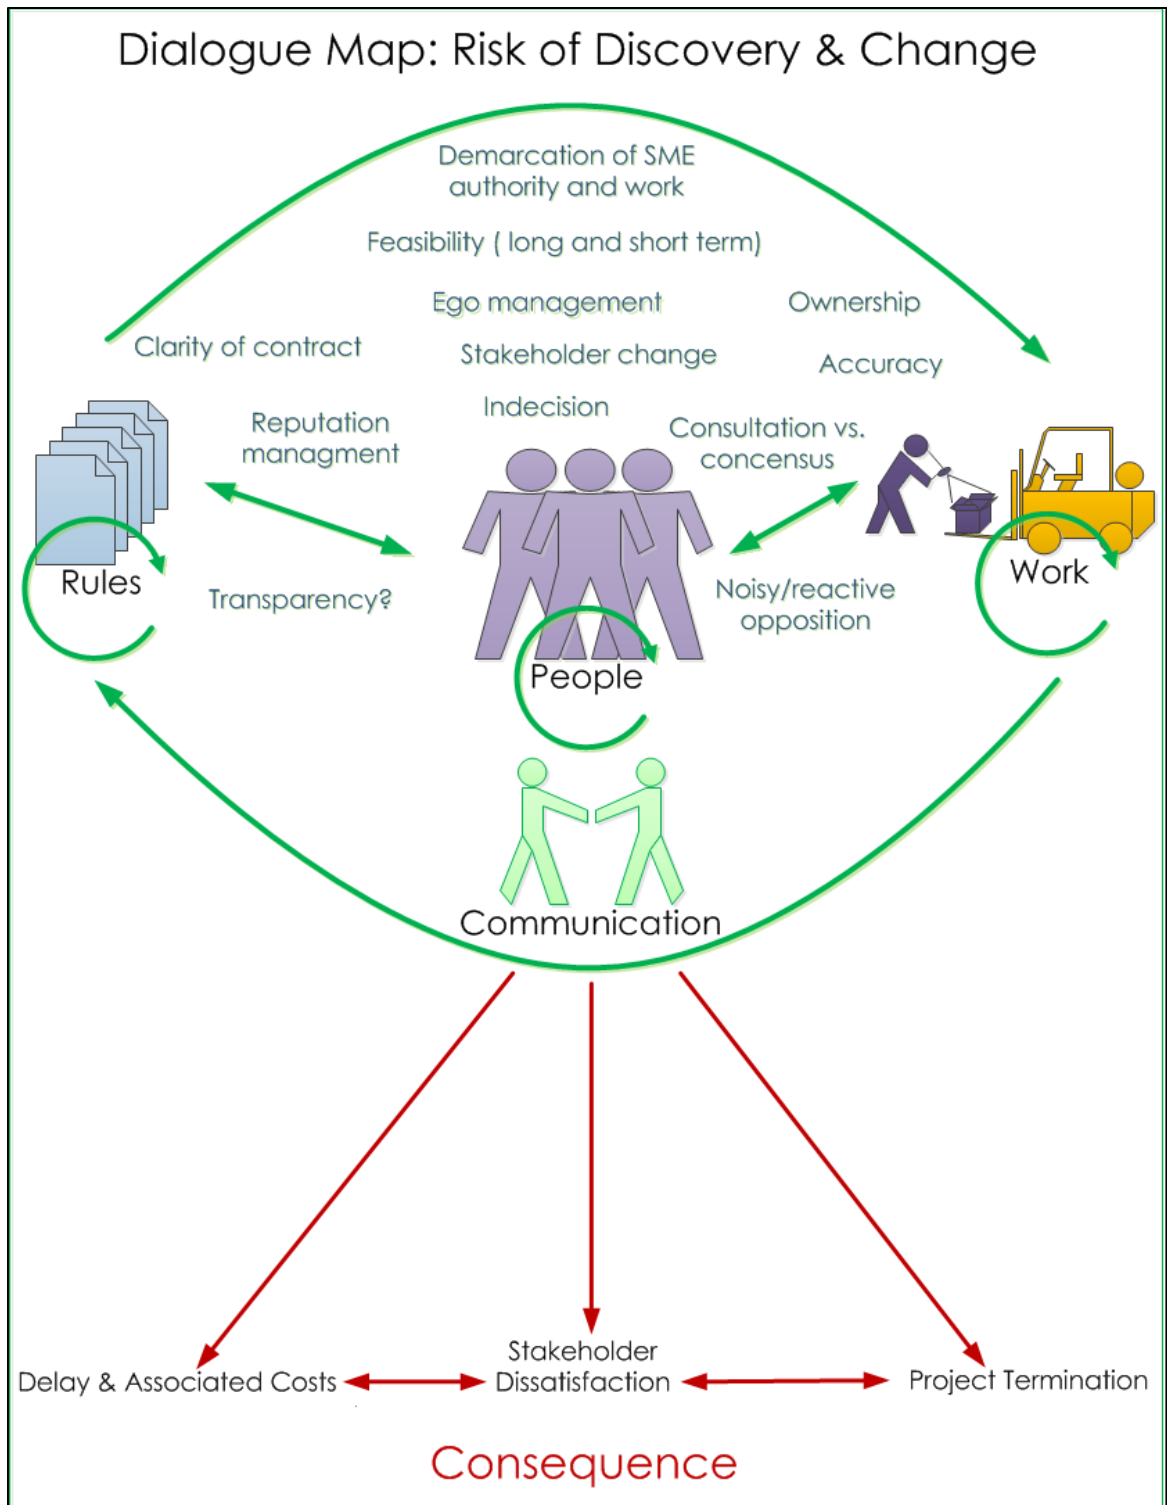 Dialogue Map: Risk of Discovery & Change
Demarcation of SME
authority and work
Feasibility ( long and short term)
Ego management
Ownership
Clarity of contract
Stakeholder change
Accuracy
Indecision
Reputation
managment
Consultation vs.
concensus
Rules
Work
Transparency?
Noisy/reactive
opposition
People
Communication
Stakeholder
Dissatisfaction
Delay & Associated Costs
Project Termination
Consequence